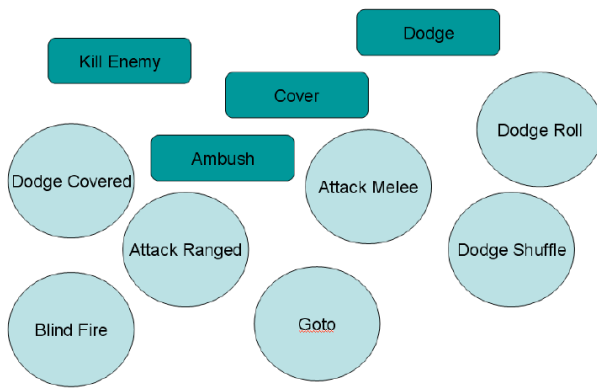 Dodge
Kill Enemy
Cover
Dodge Roll
Ambush
Dodge Covered
Attack Melee
Attack Ranged
Dodge Shuffle
Blind Fire
Goto